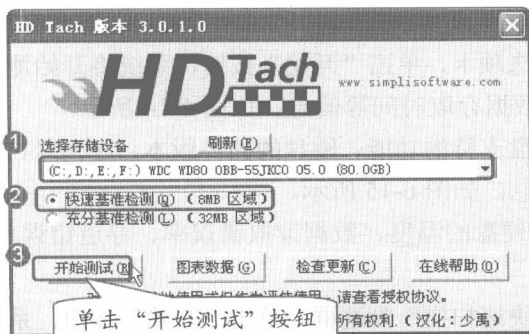 HD Tach 版本 3.0.1.0
HD Tach
www.simplisoftware.com
1 选择存储设备 刷新(E)
(C:,D:,E:,F:) WDC WD80 0BB-55JKC0 05.0 (80.0GB)
2 快速基准检测(Q) (8MB 区域)
充分基准检测(L) (32MB 区域)
3 开始测试(R) 图表数据(G) 检查更新(C) 在线帮助(Q)
请查看授权协议。
单击“开始测试”按钮
所有权利.(汉化:少禹)